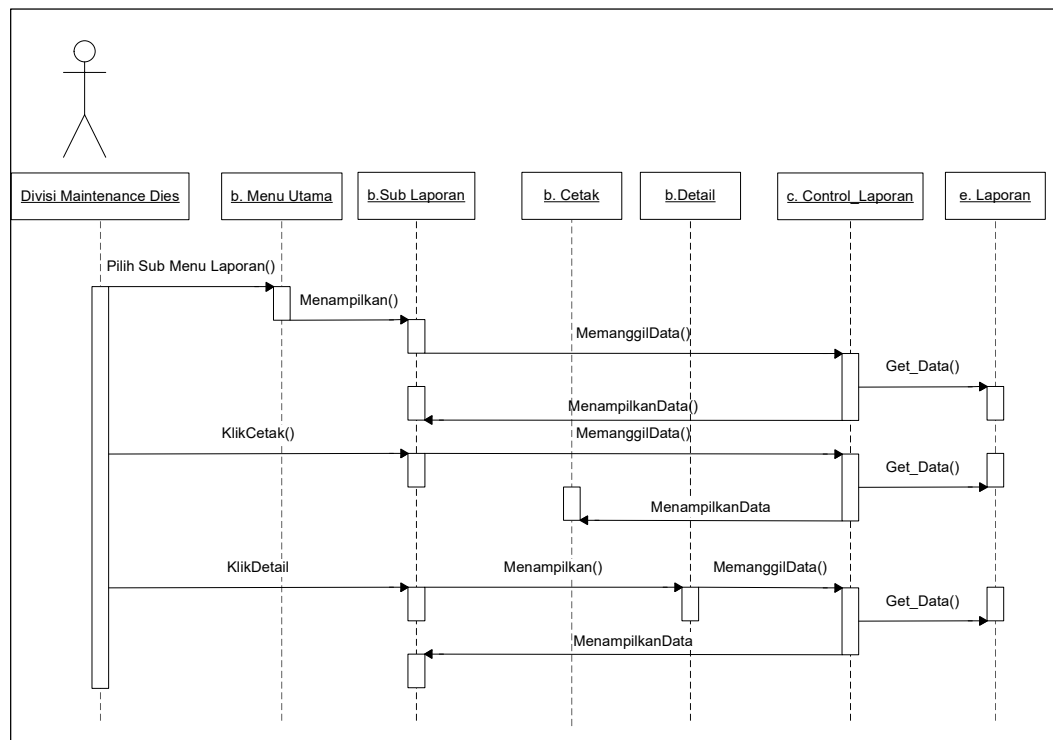 Divisi Maintenance Dies
b. Menu Utama
b.Sub Laporan
b. Cetak
b.Detail
c. Control_Laporan
e. Laporan
Pilih Sub Menu Laporan()
Menampilkan()
MemanggilData()
Get_Data()
MenampilkanData()
KlikCetak()
MemanggilData()
Get_Data()
MenampilkanData
KlikDetail
Menampilkan()
MemanggilData()
Get_Data()
MenampilkanData